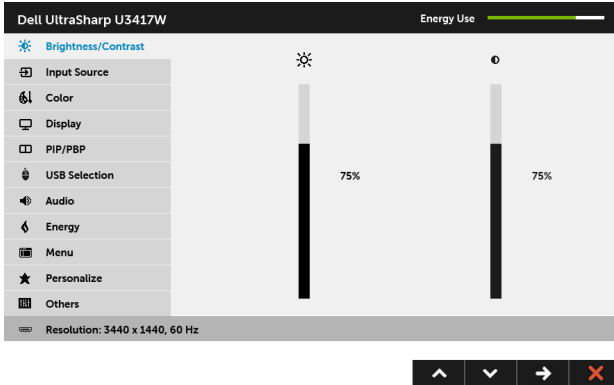 Dell UltraSharp U3417W
Energy Use
Brightness/Contrast
Input Source
Color
Display
PIP/PBP
USB Selection
Audio
Energy
Menu
Personalize
Others
75%
75%
Resolution: 3440 x 1440, 60 Hz